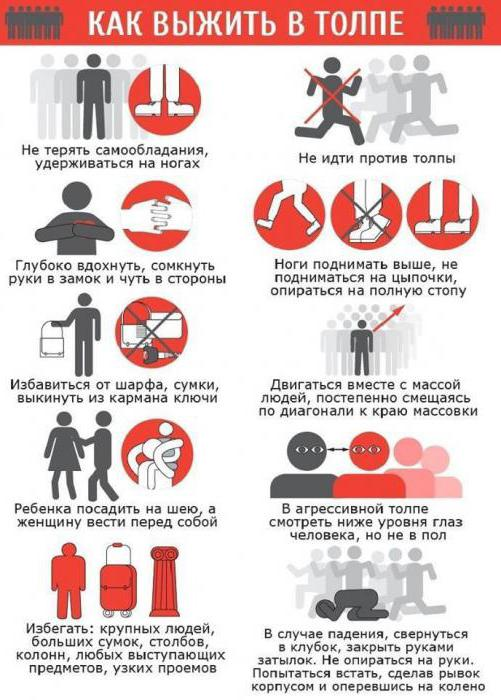 КАК ВЫЖИТЬ В ТОЛПЕ
Не терять самообладания,
удерживаться на ногах
Не идти против толпы
Глубоко вдохнуть, сомкнуть
руки в замок и чуть в стороны
Ноги поднимать выше, не
подниматься на цыпочки,
опираться на полную стопу
Избавиться от шарфа, сумки,
выкинуть из кармана ключи
Двигаться вместе с массой
людей, постепенно смещаясь
по диагонали к краю массовки
Ребенка посадить на шею, а
женщину вести перед собой
В агрессивной толпе
смотреть ниже уровня глаз
человека, но не в пол
Избегать: крупных людей,
больших сумок, столбов,
колонн, любых выступающих
предметов, узких проемов
В случае падения, свернуться
в клубок, закрыть руками
затылок. Не опираться на руки.
Попытаться встать, сделав рывок
корпусом и оперевшись на колено